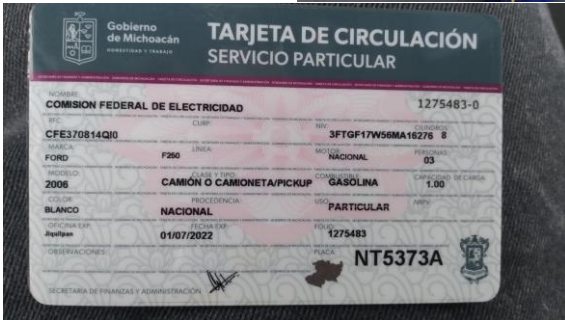 Gobierno
de Michoacán
HONESTIDAD Y TRABAJO
TARJETA DE CIRCULACIÓN
SERVICIO PARTICULAR
NOMBRE:
COMISION FEDERAL DE ELECTRICIDAD 1275483-0
RFC CURP: NIV: CILINDROS
CFE370814QI0 3FTGF17W56MA16276 8
MARCA: LÍNEA: MOTOR PERSONAS:
FORD F250 NACIONAL 03
MODELO: CLASE Y TIPO: COMBUSTIBLE: CAPACIDAD DE CARGA
2006 CAMIÓN O CAMIONETA/PICKUP GASOLINA 1.00
COLOR: PROCEDENCIA: USO:
BLANCO NACIONAL PARTICULAR
OFICINA EXP: FECHA EXP: FOLIO:
Jiquilpan 01/07/2022 1275483
OBSERVACIONES: PLACA:
NT5373A
SECRETARÍA DE FINANZAS Y ADMINISTRACIÓN